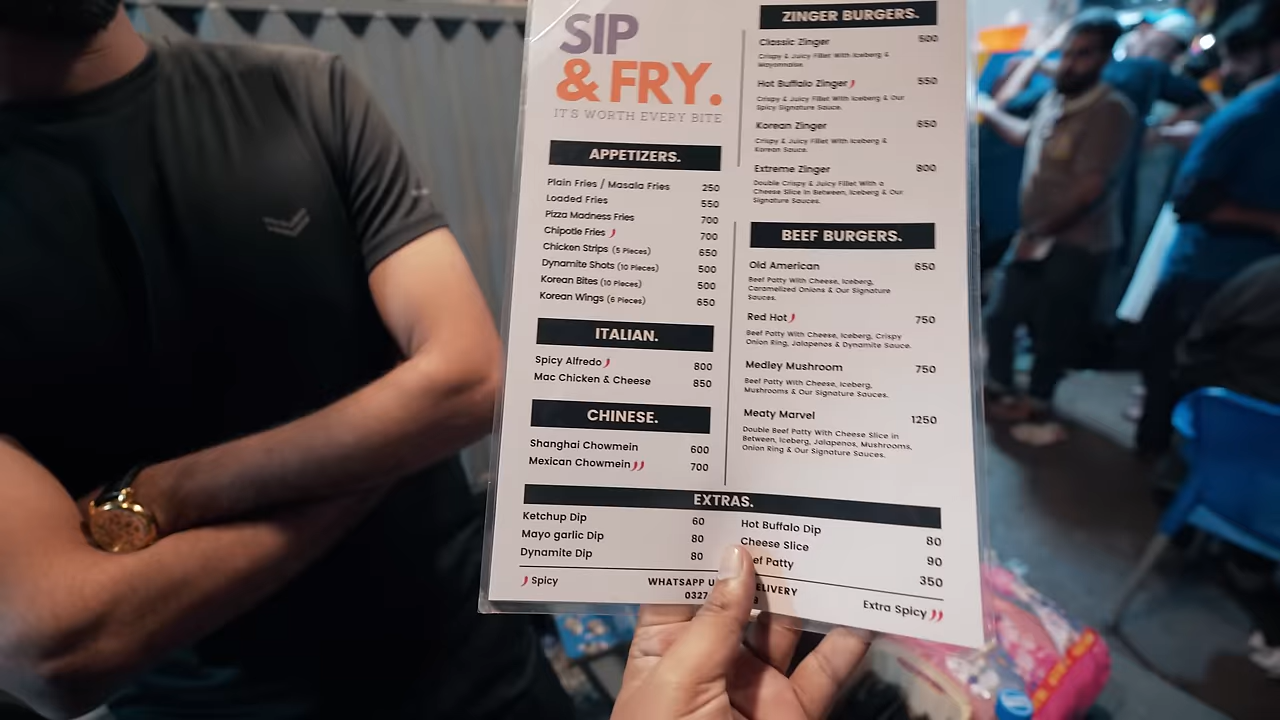 SIP
& FRY.
IT'S WORTH EVERY BITE
APPETIZERS.
Plain Fries / Masala Fries 250
Loaded Fries 550
Pizza Madness Fries 700
Chipotle Fries 700
Chicken Strips (5 Pieces) 650
Dynamite Shots (10 Pieces) 500
Korean Bites (10 Pieces) 500
Korean Wings (6 Pieces) 650
ITALIAN.
Spicy Alfredo 800
Mac Chicken & Cheese 850
CHINESE.
Shanghai Chowmein 600
Mexican Chowmein 700
ZINGER BURGERS.
Classic Zinger 500
Crispy & Juicy Fillet With Iceberg &
Mayonnaise.
Hot Buffalo Zinger 550
Crispy & Juicy Fillet With Iceberg & Our
Spicy Signature Sauce.
Korean Zinger 650
Crispy & Juicy Fillet With Iceberg &
Korean Sauce.
Extreme Zinger 800
Double Crispy & Juicy Fillet With a
Cheese Slice In Between, Iceberg & Our
Signature Sauces.
BEEF BURGERS.
Old American 650
Beef Patty With Cheese, Iceberg,
Caramelized Onions & Our Signature
Sauces.
Red Hot 750
Beef Patty With Cheese, Iceberg, Crispy
Onion Ring, Jalapenos & Dynamite Sauce.
Medley Mushroom 750
Beef Patty With Cheese, Iceberg,
Mushrooms & Our Signature Sauces.
Meaty Marvel 1250
Double Beef Patty With Cheese Slice in
Between, Iceberg, Jalapenos, Mushrooms,
Onion Ring & Our Signature Sauces.
EXTRAS.
Ketchup Dip 60
Mayo garlic Dip 80
Dynamite Dip 80
Hot Buffalo Dip 80
Cheese Slice 90
ef Patty 350
Spicy
WHATSAPP U ELIVERY
0327
Extra Spicy